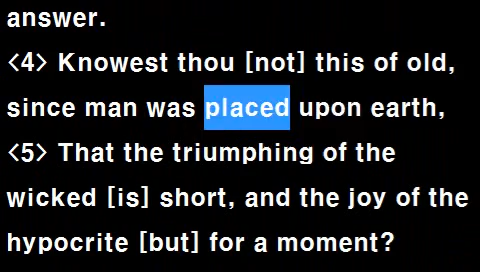 answer.
<4> Knowest thou [not] this of old,
since man was placed upon earth,
<5> That the triumphing of the
wicked [is] short, and the joy of the
hypocrite [but] for a moment?